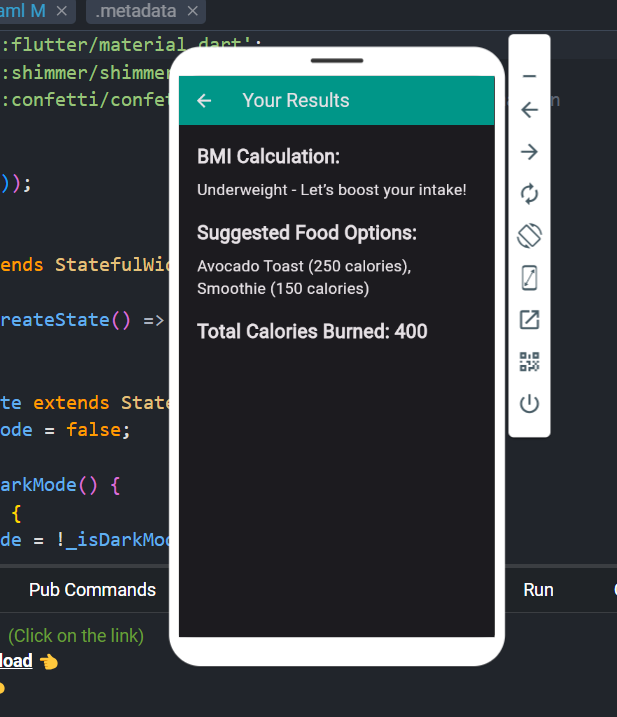 aml M ✕ .metadata ✕
:flutter/material.dart';
:shimmer/shimmer
:confetti/confet
n
));
ends StatefulWid
reateState() =>
te extends State
ode = false;
arkMode() {
{
de = !_isDarkMod
Your Results
BMI Calculation:
Underweight - Let's boost your intake!
Suggested Food Options:
Avocado Toast (250 calories),
Smoothie (150 calories)
Total Calories Burned: 400
Pub Commands
Run
(Click on the link)
load